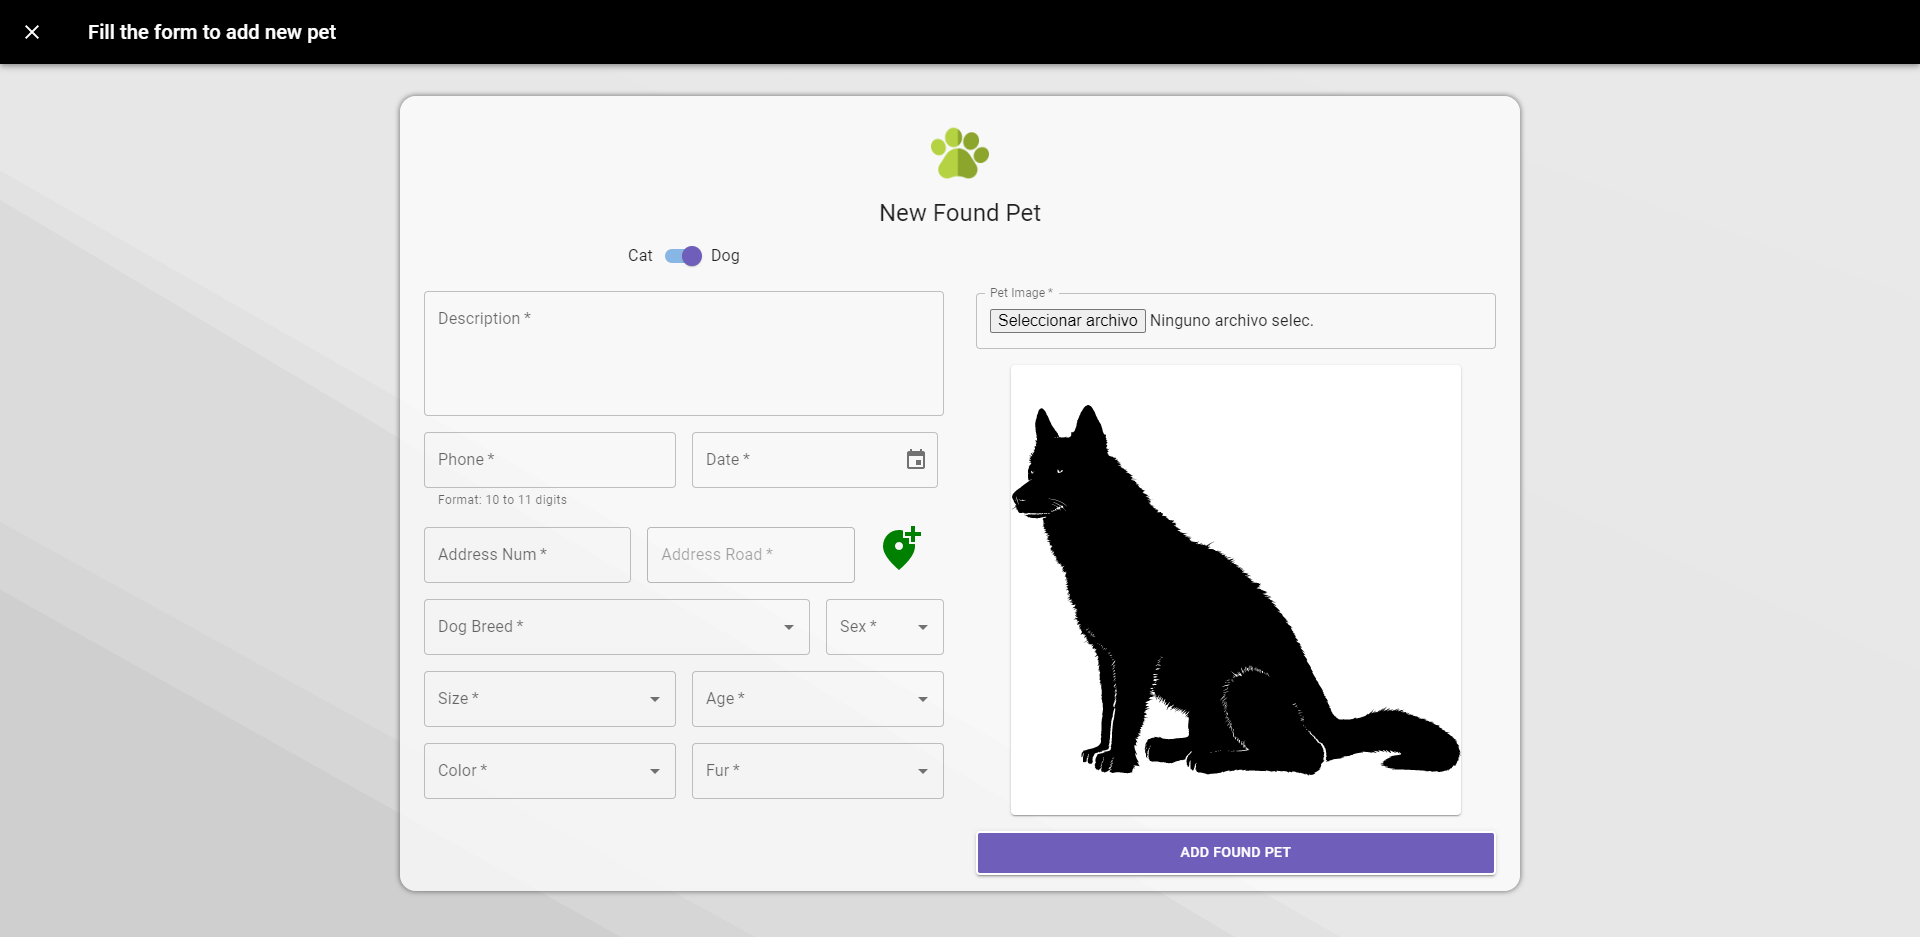 Fill the form to add new pet
New Found Pet
Cat Dog
Description *
Pet Image *
Seleccionar archivo Ninguno archivo selec.
Phone *
Date *
Format: 10 to 11 digits
Address Num *
Address Road *
Dog Breed *
Sex *
Size *
Age *
Color *
Fur *
ADD FOUND PET